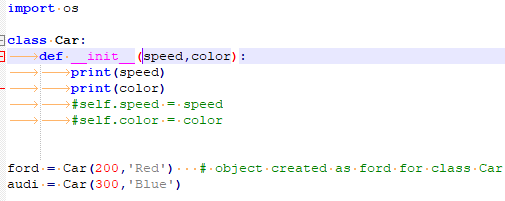 import os
class Car:
def __init__(speed,color):
print(speed)
print(color)
#self.speed = speed
#self.color = color
ford = Car(200,'Red')   # object created as ford for class Car
audi = Car(300,'Blue')